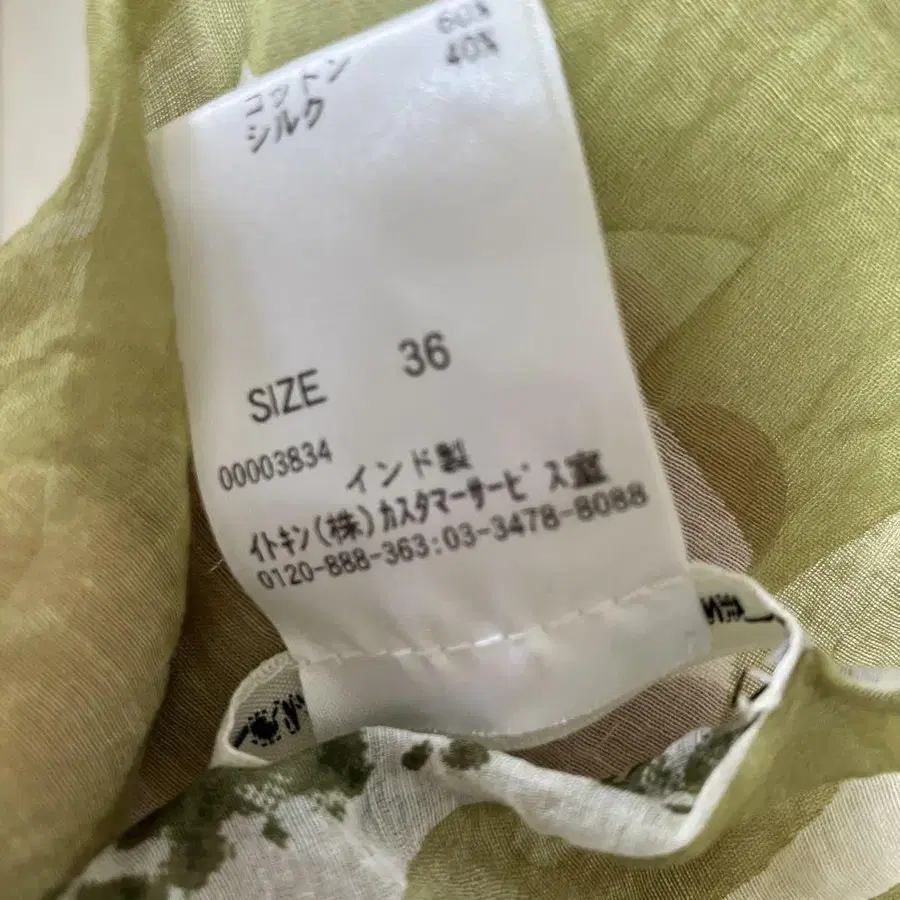 コットン 60%
シルク 40%
SIZE 36
00003834
インド製
イトキン(株)カスタマーサービス室
0120-888-363:03-3478-8088